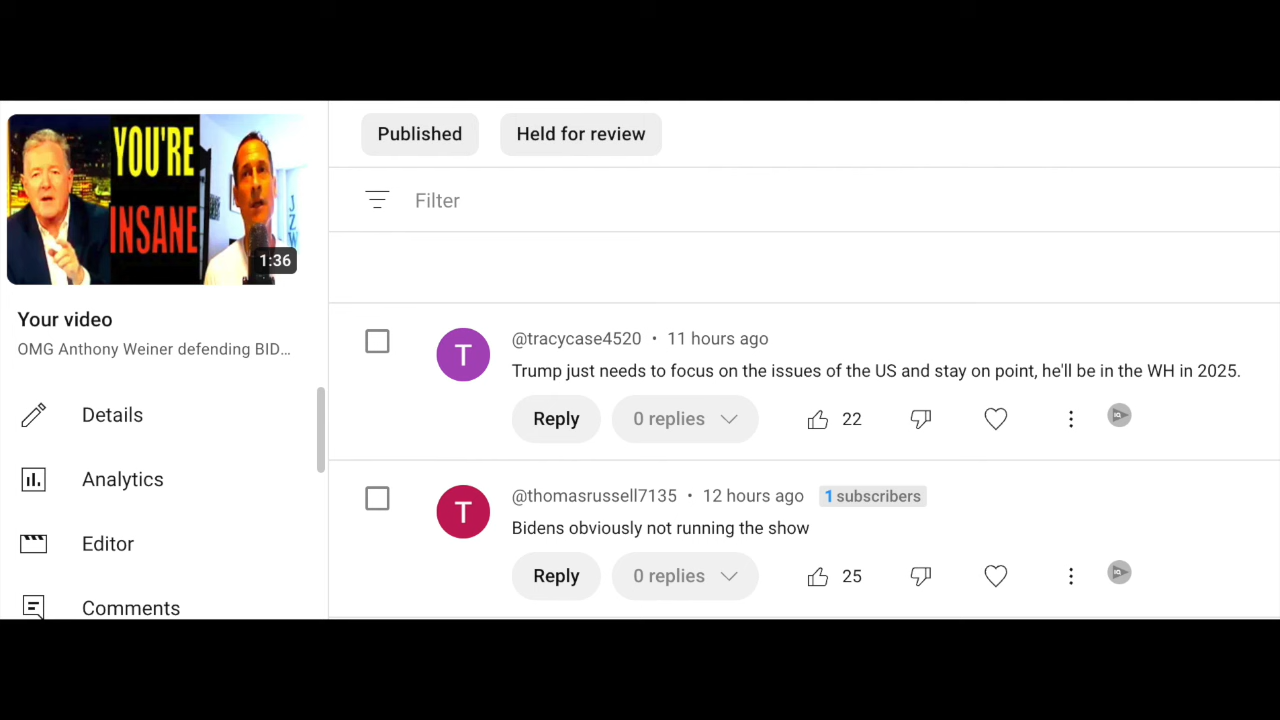 YOU'RE
INSANE
J
Z
W
1:36
Your video
OMG Anthony Weiner defending BID...
Details
Analytics
Editor
Comments
Published
Held for review
Filter
T
@tracycase4520 • 11 hours ago
Trump just needs to focus on the issues of the US and stay on point, he'll be in the WH in 2025.
Reply
0 replies
22
IQ
T
@thomasrussell7135 • 12 hours ago 1 subscribers
Bidens obviously not running the show
Reply
0 replies
25
IQ